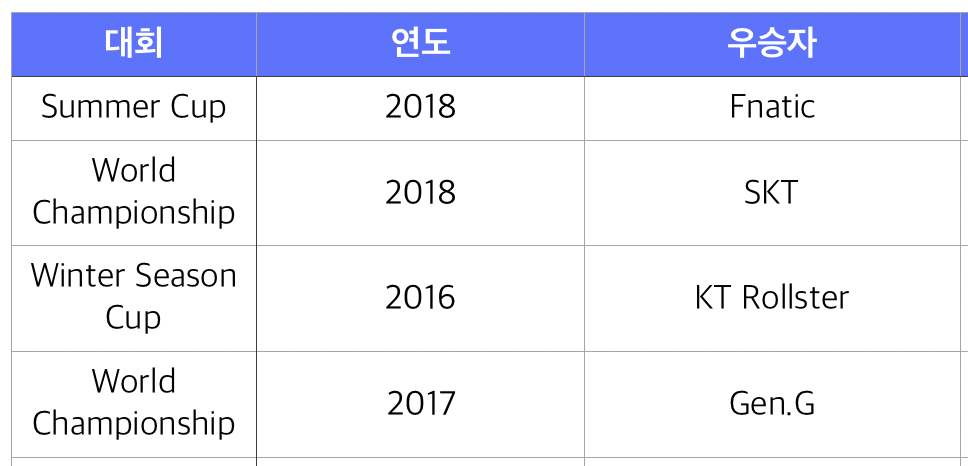 대회 연도 우승자
Summer Cup 2018 Fnatic
World
Championship 2018 SKT
Winter Season
Cup 2016 KT Rollster
World
Championship 2017 Gen.G